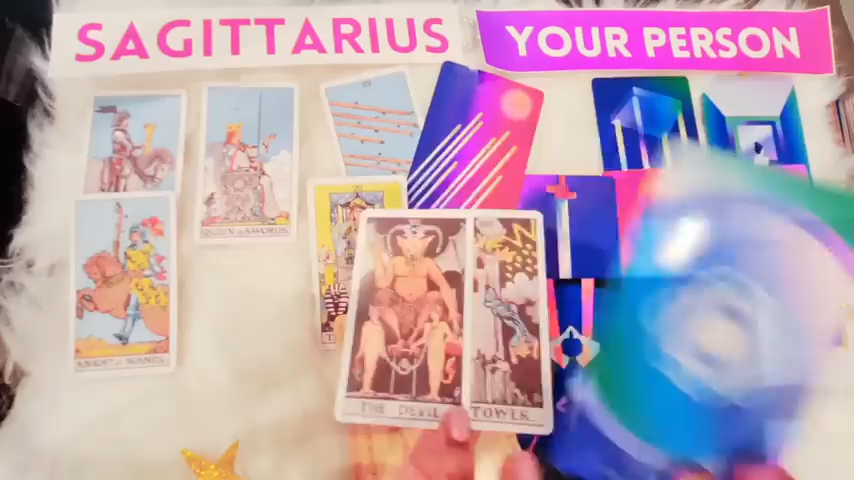 SAGITTARIUS
YOUR PERSON
QUEEN of SWORDS
KNIGHT of WANDS
THE DEVIL
TOWER